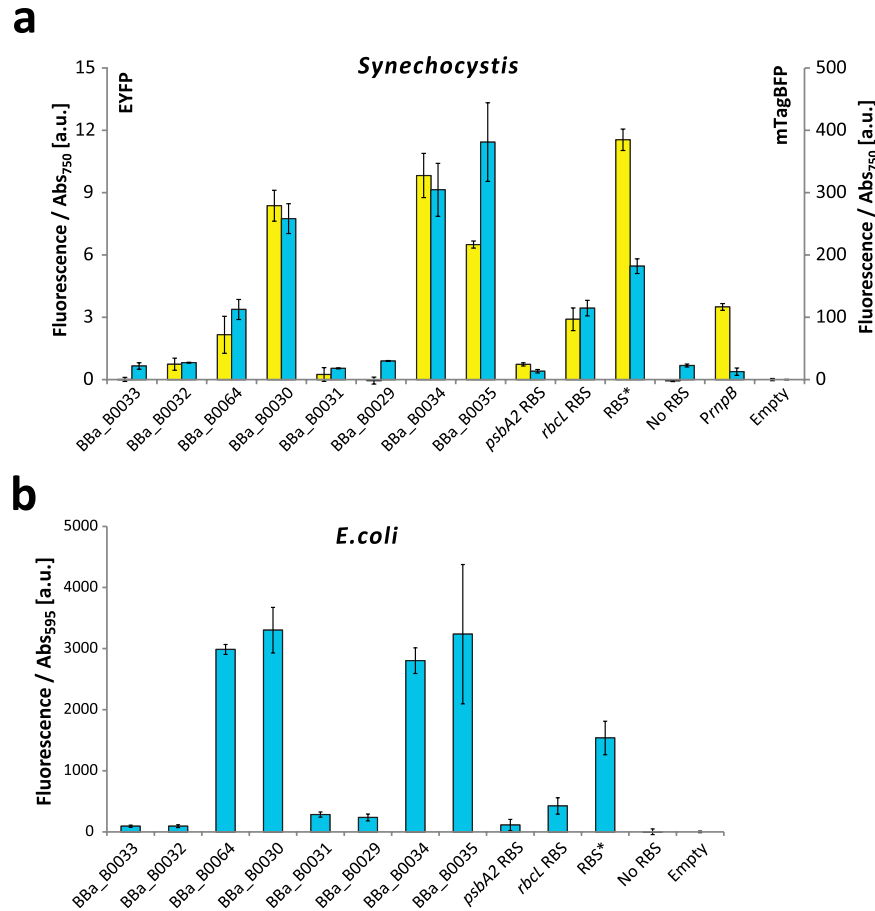 a
Synechocystis
EYFP
mTagBFP
Fluorescence / Abs750 [a.u.]
15
12
9
6
3
0
500
400
300
200
100
0
Fluorescence / Abs750 [a.u.]
BBa_B0033
BBa_B0032
BBa_B0064
BBa_B0030
BBa_B0031
BBa_B0029
BBa_B0034
BBa_B0035
psbA2 RBS
rbcL RBS
RBS*
No RBS
PrnpB
Empty
b
E.coli
Fluorescence / Abs595 [a.u.]
5000
4000
3000
2000
1000
0
BBa_B0033
BBa_B0032
BBa_B0064
BBa_B0030
BBa_B0031
BBa_B0029
BBa_B0034
BBa_B0035
psbA2 RBS
rbcL RBS
RBS*
No RBS
Empty